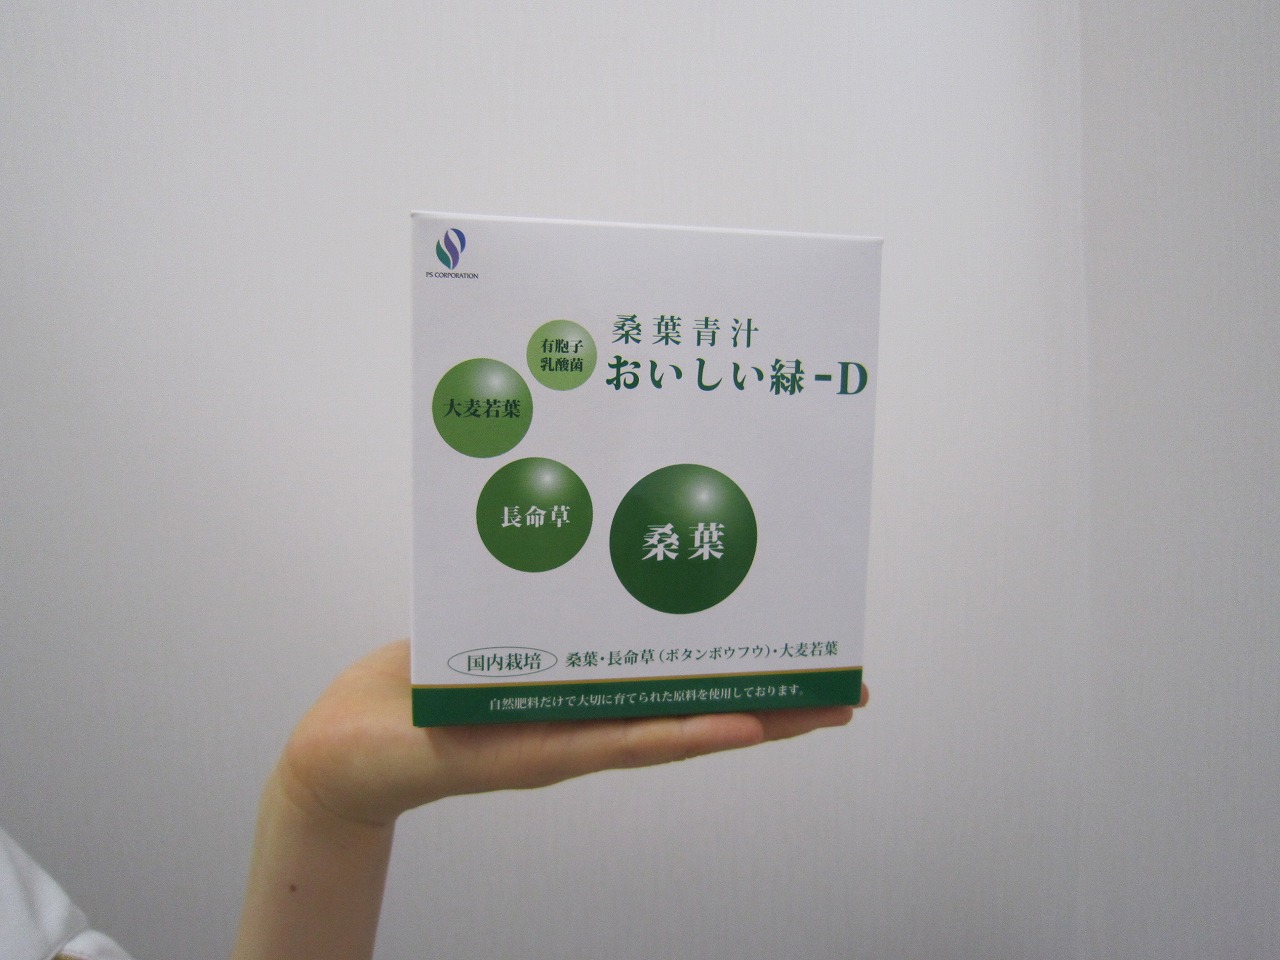 PS CORPORATION
桑葉青汁
おいしい緑-D
有胞子
乳酸菌
大麦若葉
長命草
桑葉
国内栽培 桑葉・長命草(ボタンボウフウ)・大麦若葉
自然肥料だけで大切に育てられた原料を使用しております。